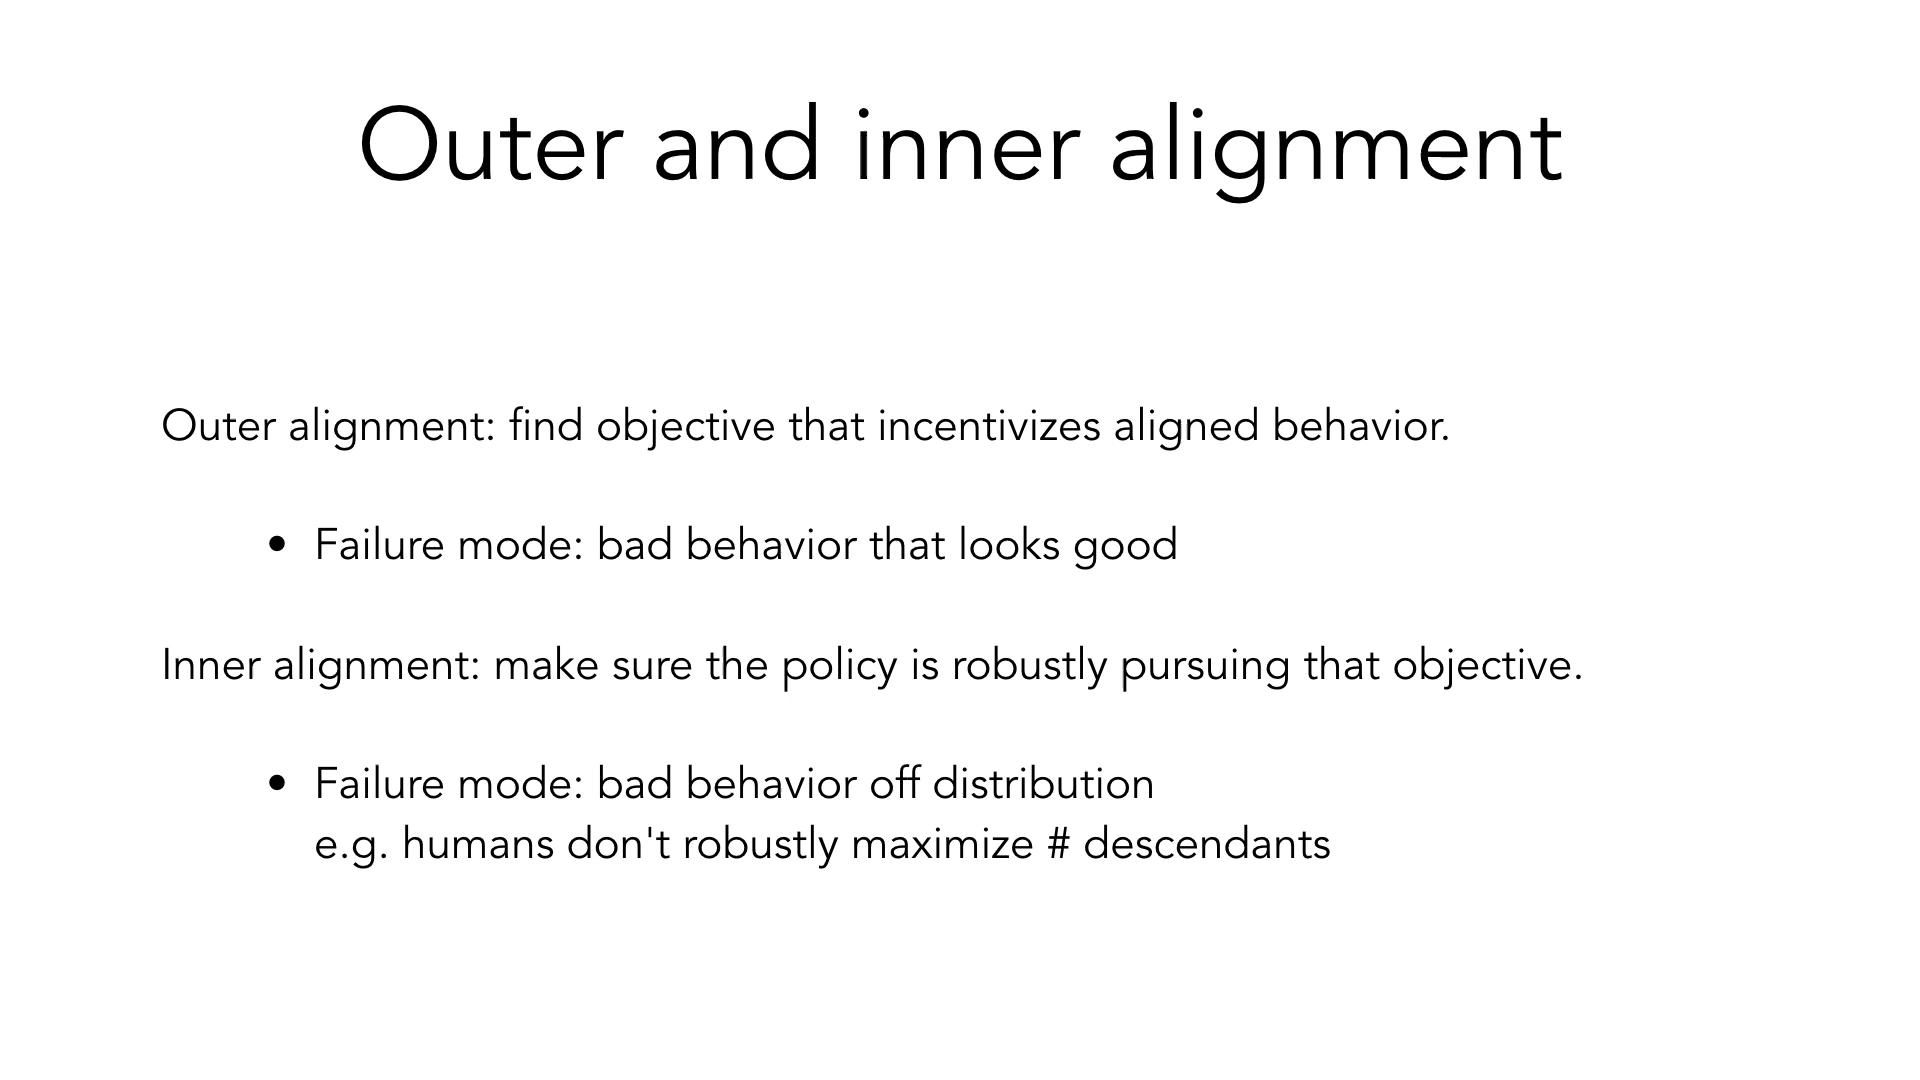 Outer and inner alignment
Outer alignment: find objective that incentivizes aligned behavior.
• Failure mode: bad behavior that looks good
Inner alignment: make sure the policy is robustly pursuing that objective.
• Failure mode: bad behavior off distribution
e.g. humans don't robustly maximize # descendants